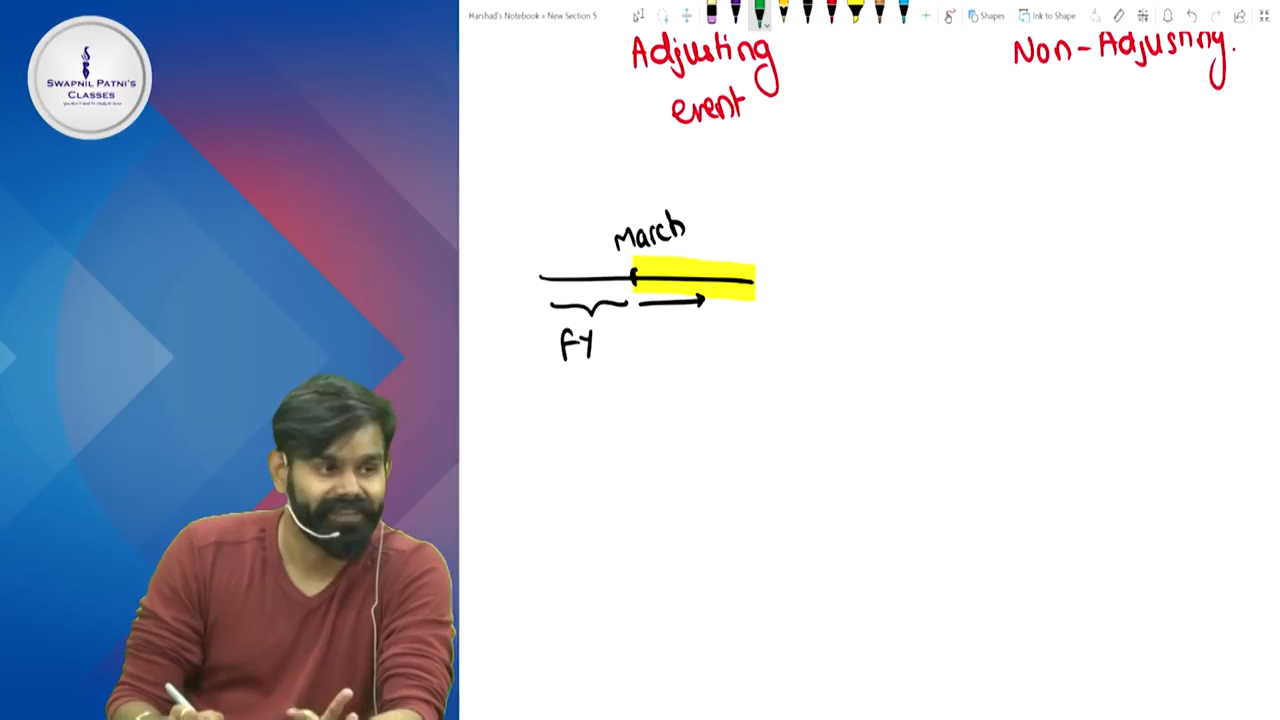 SWAPNIL PATNI'S
CLASSES
Harshad's Notebook » New Section 5
Shapes
Ink to Shape
Adjusting
event
Non-Adjusting.
March
FY